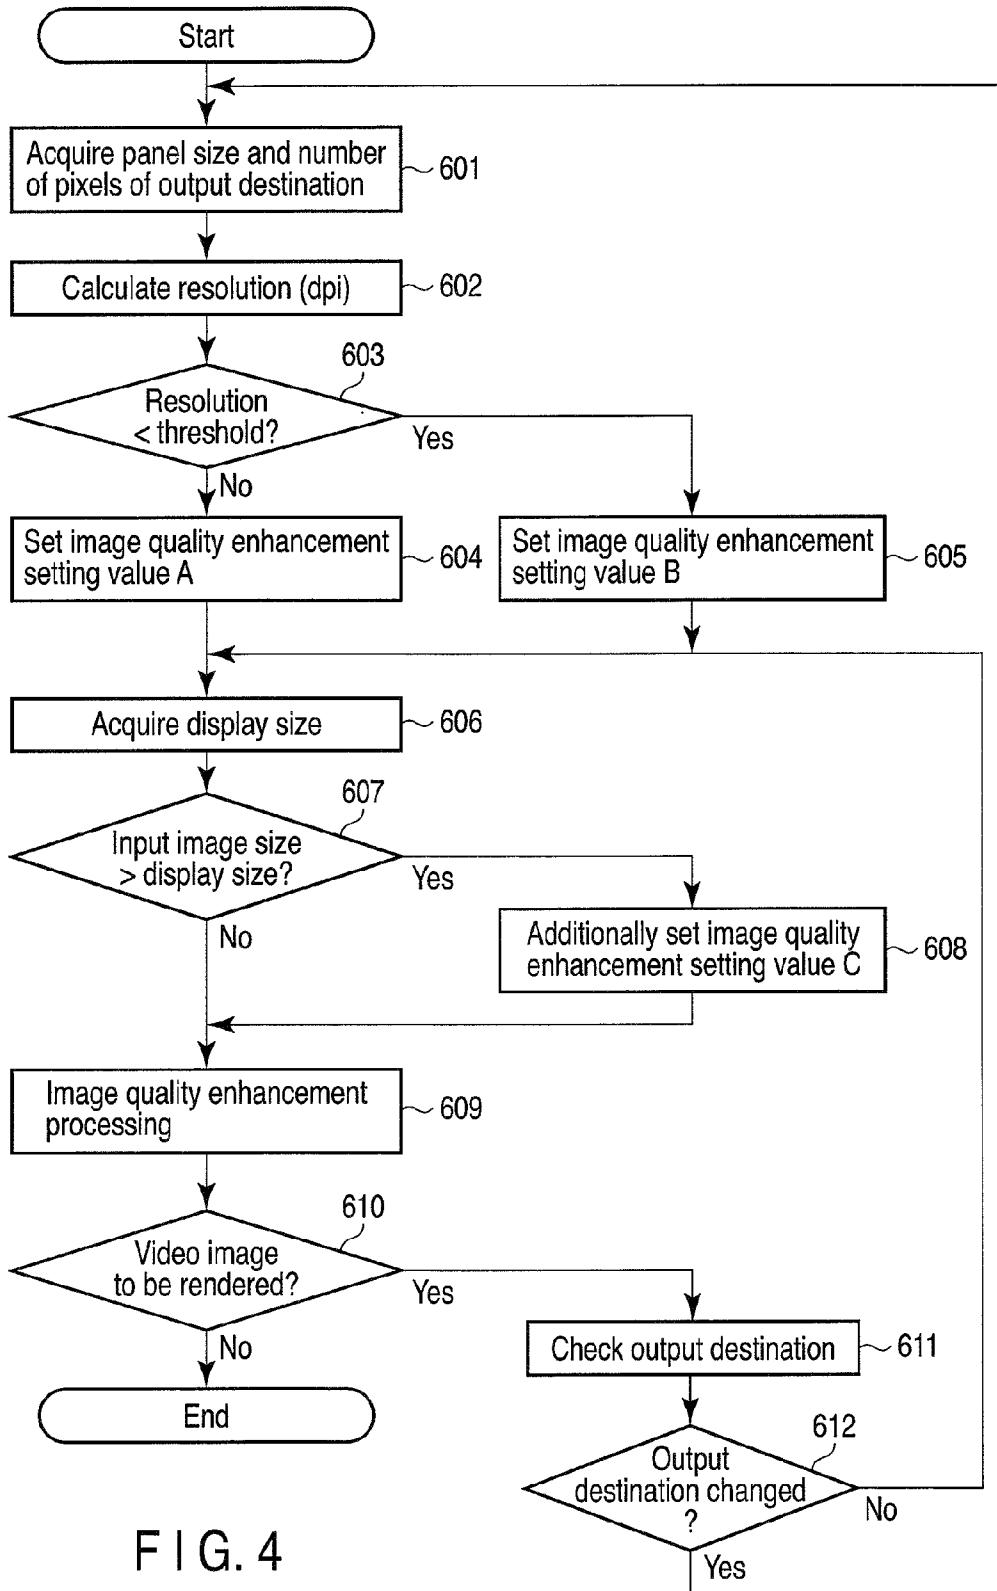 Start
Acquire panel size and number
of pixels of output destination
601
Calculate resolution (dpi)
602
603
Resolution
< threshold?
Yes
No
Set image quality enhancement
setting value A
604
Set image quality enhancement
setting value B
605
Acquire display size
606
607
Input image size
> display size?
Yes
No
Additionally set image quality
enhancement setting value C
608
Image quality enhancement
processing
609
610
Video image
to be rendered?
Yes
No
Check output destination
611
End
612
Output
destination changed
?
No
Yes
FIG. 4